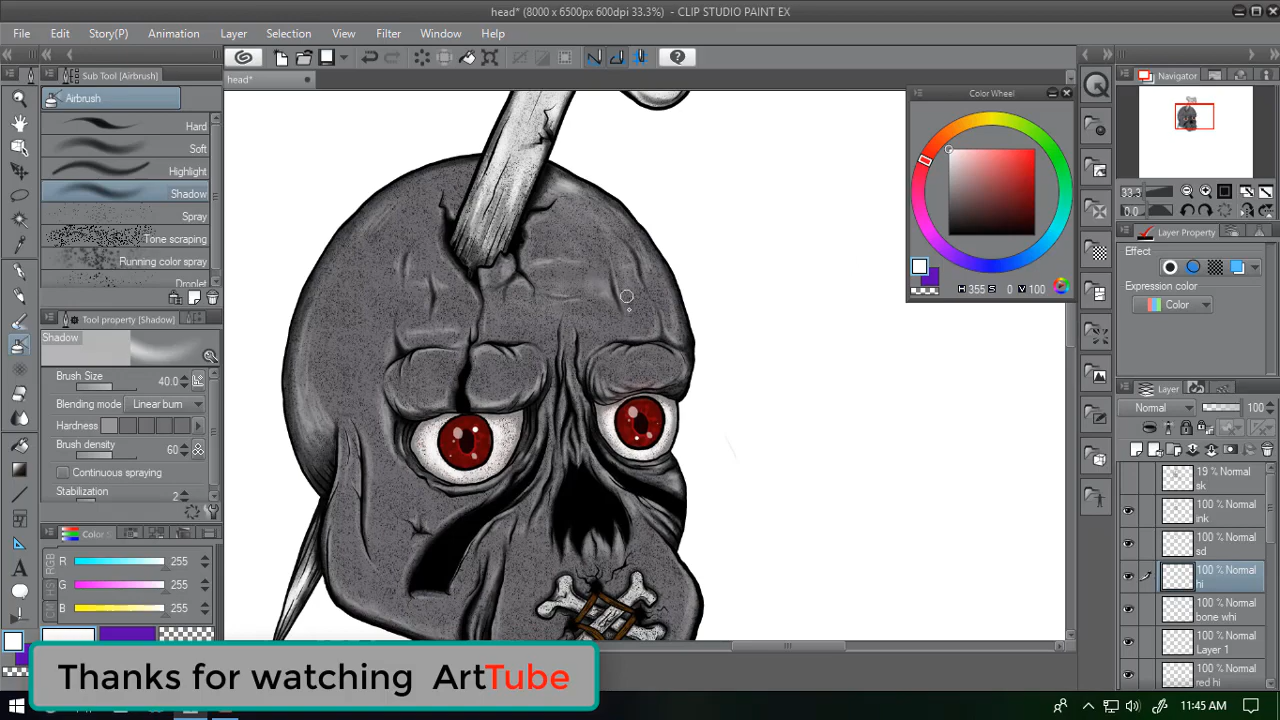 head* (8000 x 6500px 600dpi 33.3%) - CLIP STUDIO PAINT EX
File Edit Story(P) Animation Layer Selection View Filter Window Help
Sub Tool [Airbrush]
head*
Airbrush
Hard
Soft
Highlight
Shadow
Spray
Tone scraping
Running color spray
Droplet
Tool property [Shadow]
Shadow
Brush Size 40.0
Blending mode Linear burn
Hardness
Brush density 60
Continuous spraying
Stabilization 2
Color S
RGB
R 255
G 255
B 255
Color Wheel
H 355 S 0 V 100
Navigator
33.3
0.0
Layer Property
Effect
Expression color
Color
Layer
Normal 100
19 % Normal
sk
100 % Normal
ink
100 % Normal
sd
100 % Normal
hi
100 % Normal
bone whi
100 % Normal
Layer 1
100 % Normal
red hi
Thanks for watching ArtTube
11:45 AM